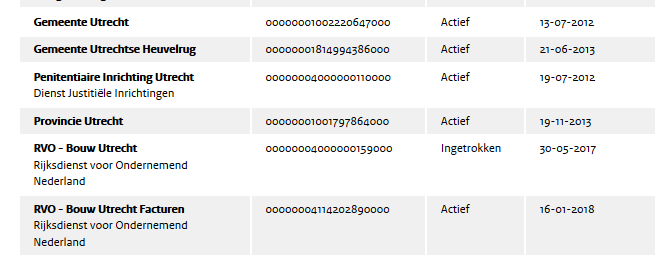 Gemeente Utrecht 00000001002220647000 Actief 13-07-2012
Gemeente Utrechtse Heuvelrug 00000001814994386000 Actief 21-06-2013
Penitentiaire Inrichting Utrecht 00000004000000110000 Actief 19-07-2012
Dienst Justitiële Inrichtingen
Provincie Utrecht 00000001001797864000 Actief 19-11-2013
RVO - Bouw Utrecht 00000004000000159000 Ingetrokken 30-05-2017
Rijksdienst voor Ondernemend
Nederland
RVO - Bouw Utrecht Facturen 00000004114202890000 Actief 16-01-2018
Rijksdienst voor Ondernemend
Nederland